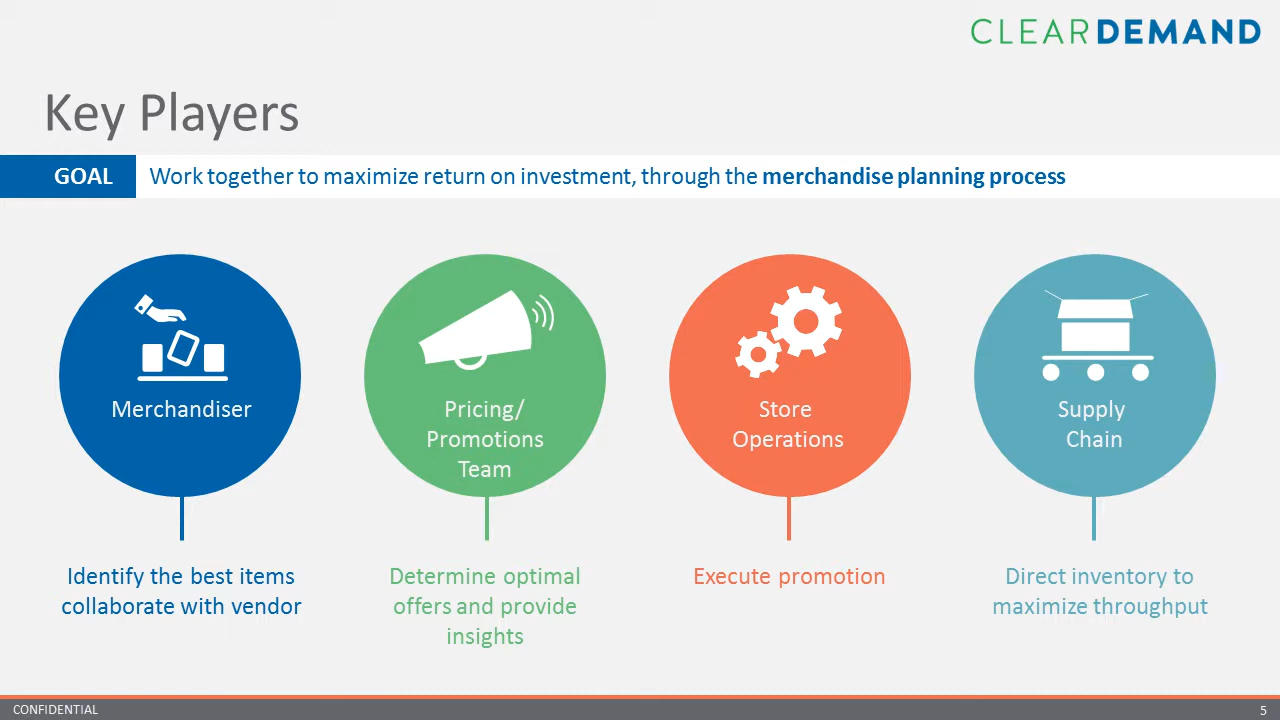 CLEARDEMAND
Key Players
GOAL
Work together to maximize return on investment, through the merchandise planning process
Merchandiser
Identify the best items
collaborate with vendor
Pricing/
Promotions
Team
Determine optimal
offers and provide
insights
Store
Operations
Execute promotion
Supply
Chain
Direct inventory to
maximize throughput
CONFIDENTIAL
5